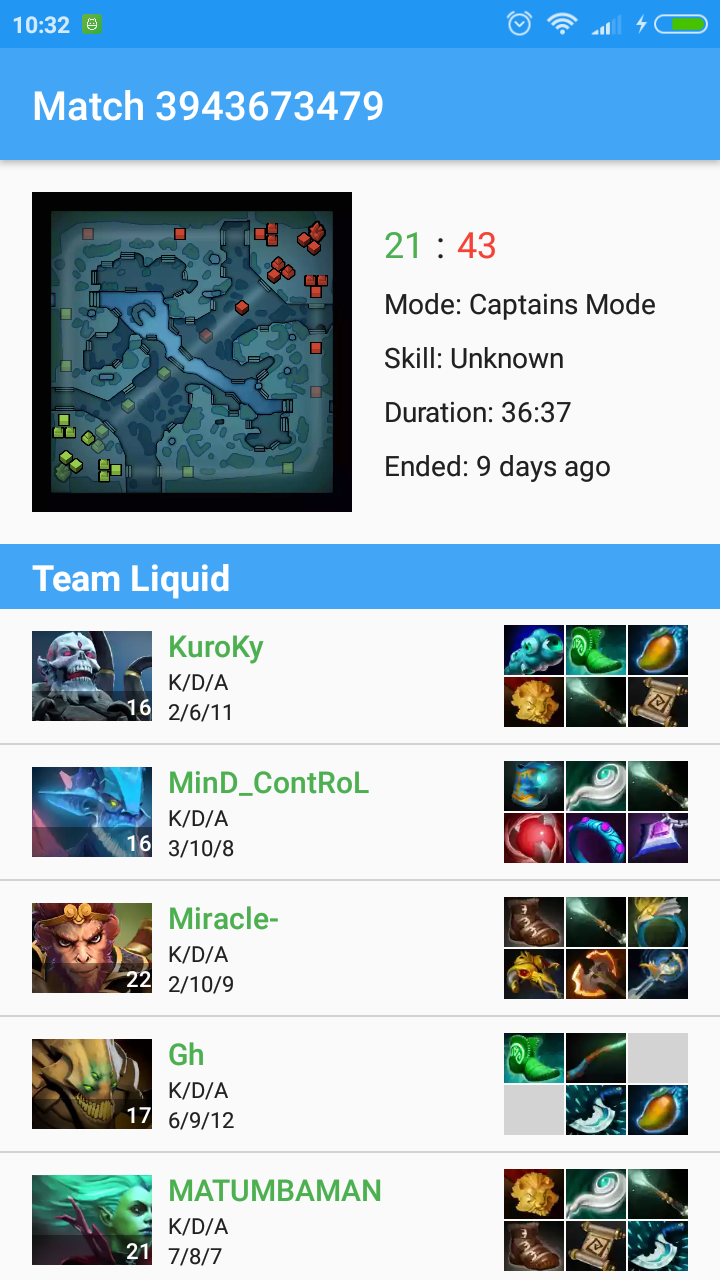 10:32
Match 3943673479
21 : 43
Mode: Captains Mode
Skill: Unknown
Duration: 36:37
Ended: 9 days ago
Team Liquid
KuroKy
K/D/A
2/6/11
16
MinD_ContRoL
K/D/A
3/10/8
16
Miracle-
K/D/A
2/10/9
22
Gh
K/D/A
6/9/12
17
MATUMBAMAN
K/D/A
7/8/7
21